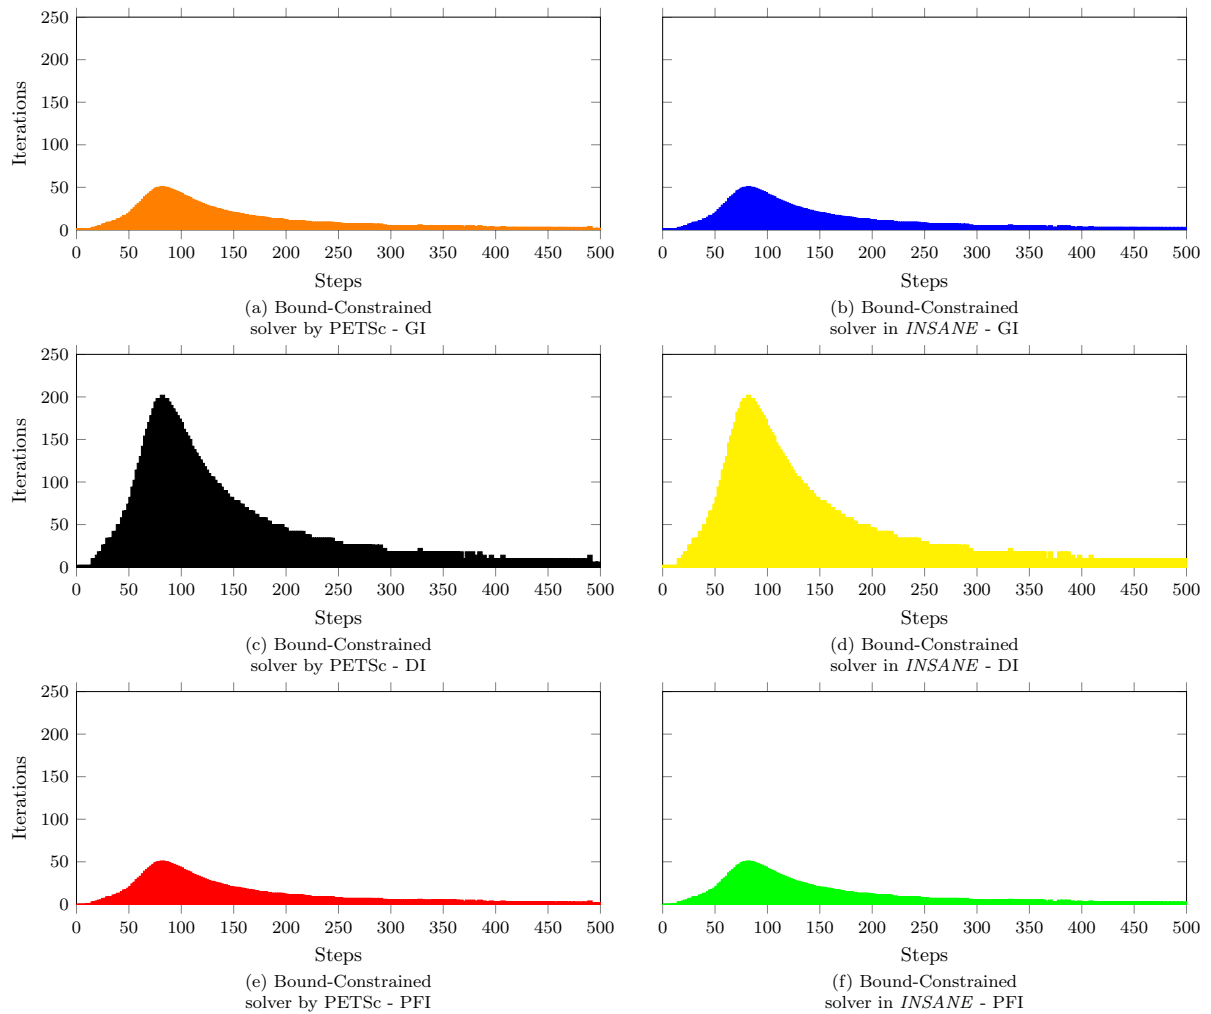 250
200
150
100
50
0
Iterations
0 50 100 150 200 250 300 350 400 450 500
Steps
(a) Bound-Constrained
solver by PETSc - GI
0 50 100 150 200 250 300 350 400 450 500
Steps
(b) Bound-Constrained
solver in INSANE - GI
250
200
150
100
50
0
Iterations
0 50 100 150 200 250 300 350 400 450 500
Steps
(c) Bound-Constrained
solver by PETSc - DI
0 50 100 150 200 250 300 350 400 450 500
Steps
(d) Bound-Constrained
solver in INSANE - DI
250
200
150
100
50
0
Iterations
0 50 100 150 200 250 300 350 400 450 500
Steps
(e) Bound-Constrained
solver by PETSc - PFI
0 50 100 150 200 250 300 350 400 450 500
Steps
(f) Bound-Constrained
solver in INSANE - PFI